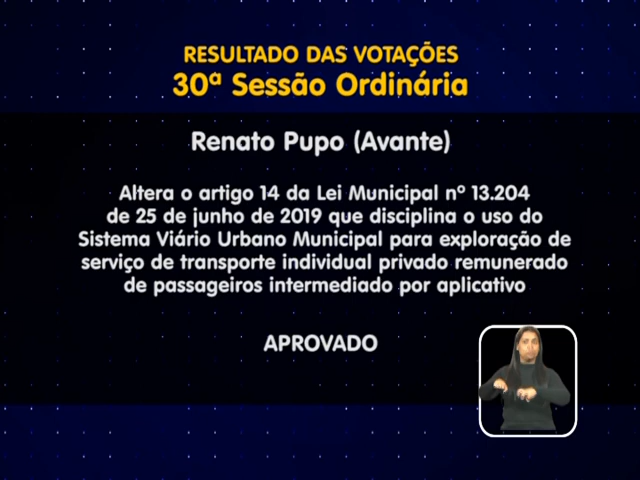 RESULTADO DAS VOTAÇÕES
30ª Sessão Ordinária
Renato Pupo (Avante)
Altera o artigo 14 da Lei Municipal nº 13.204
de 25 de junho de 2019 que disciplina o uso do
Sistema Viário Urbano Municipal para exploração de
serviço de transporte individual privado remunerado
de passageiros intermediado por aplicativo
APROVADO